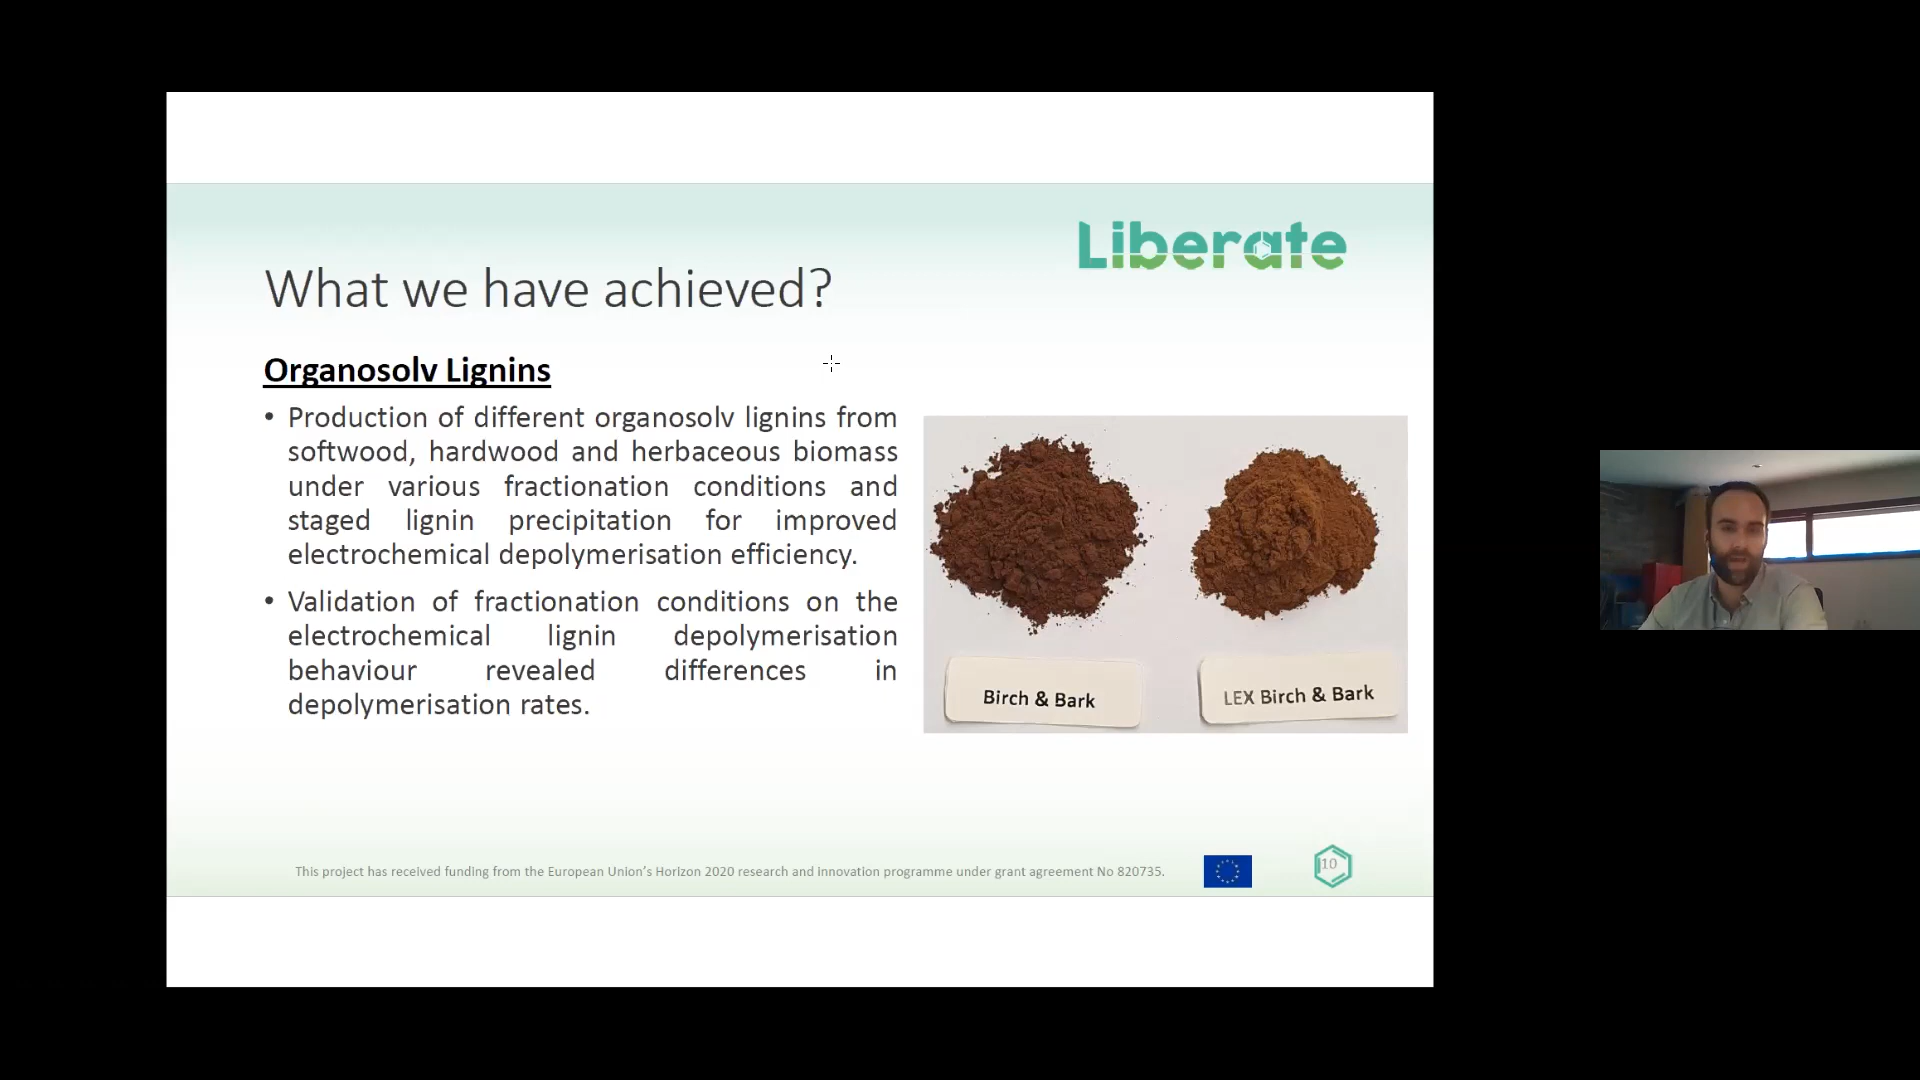 Liberate
What we have achieved?
Organosolv Lignins
• Production of different organosolv lignins from
softwood, hardwood and herbaceous biomass
under various fractionation conditions and
staged lignin precipitation for improved
electrochemical depolymerisation efficiency.
• Validation of fractionation conditions on the
electrochemical lignin depolymerisation
behaviour revealed differences in
depolymerisation rates.
Birch & Bark
LEX Birch & Bark
This project has received funding from the European Union's Horizon 2020 research and innovation programme under grant agreement No 820735.
10